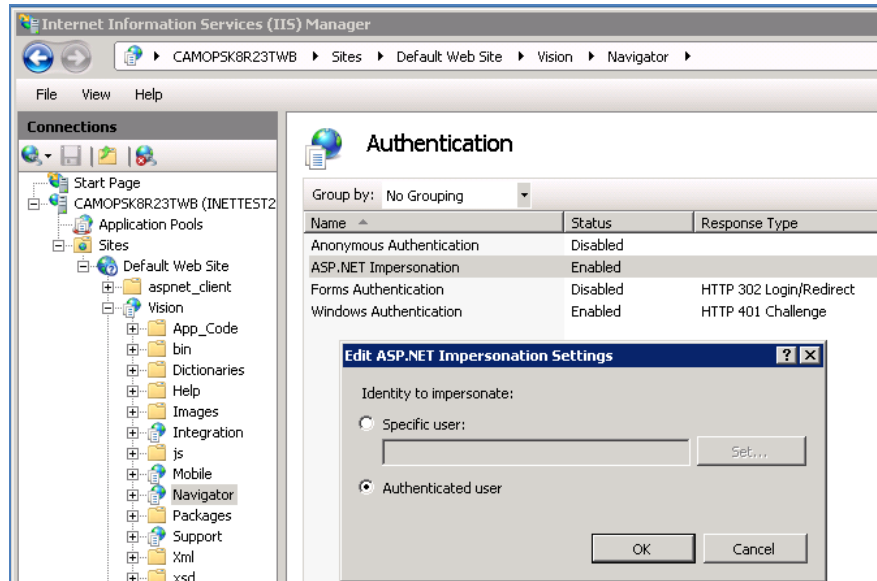 Internet Information Services (IIS) Manager
CAMOPSK8R23TWB Sites Default Web Site Vision Navigator
File View Help
Connections
Start Page
CAMOPSK8R23TWB (INETTEST2
Application Pools
Sites
Default Web Site
aspnet_client
Vision
App_Code
bin
Dictionaries
Help
Images
Integration
js
Mobile
Navigator
Packages
Support
Xml
xsd
Authentication
Group by: No Grouping
Name Status Response Type
Anonymous Authentication Disabled
ASP.NET Impersonation Enabled
Forms Authentication Disabled HTTP 302 Login/Redirect
Windows Authentication Enabled HTTP 401 Challenge
Edit ASP.NET Impersonation Settings
Identity to impersonate:
Specific user:
Set...
Authenticated user
OK Cancel